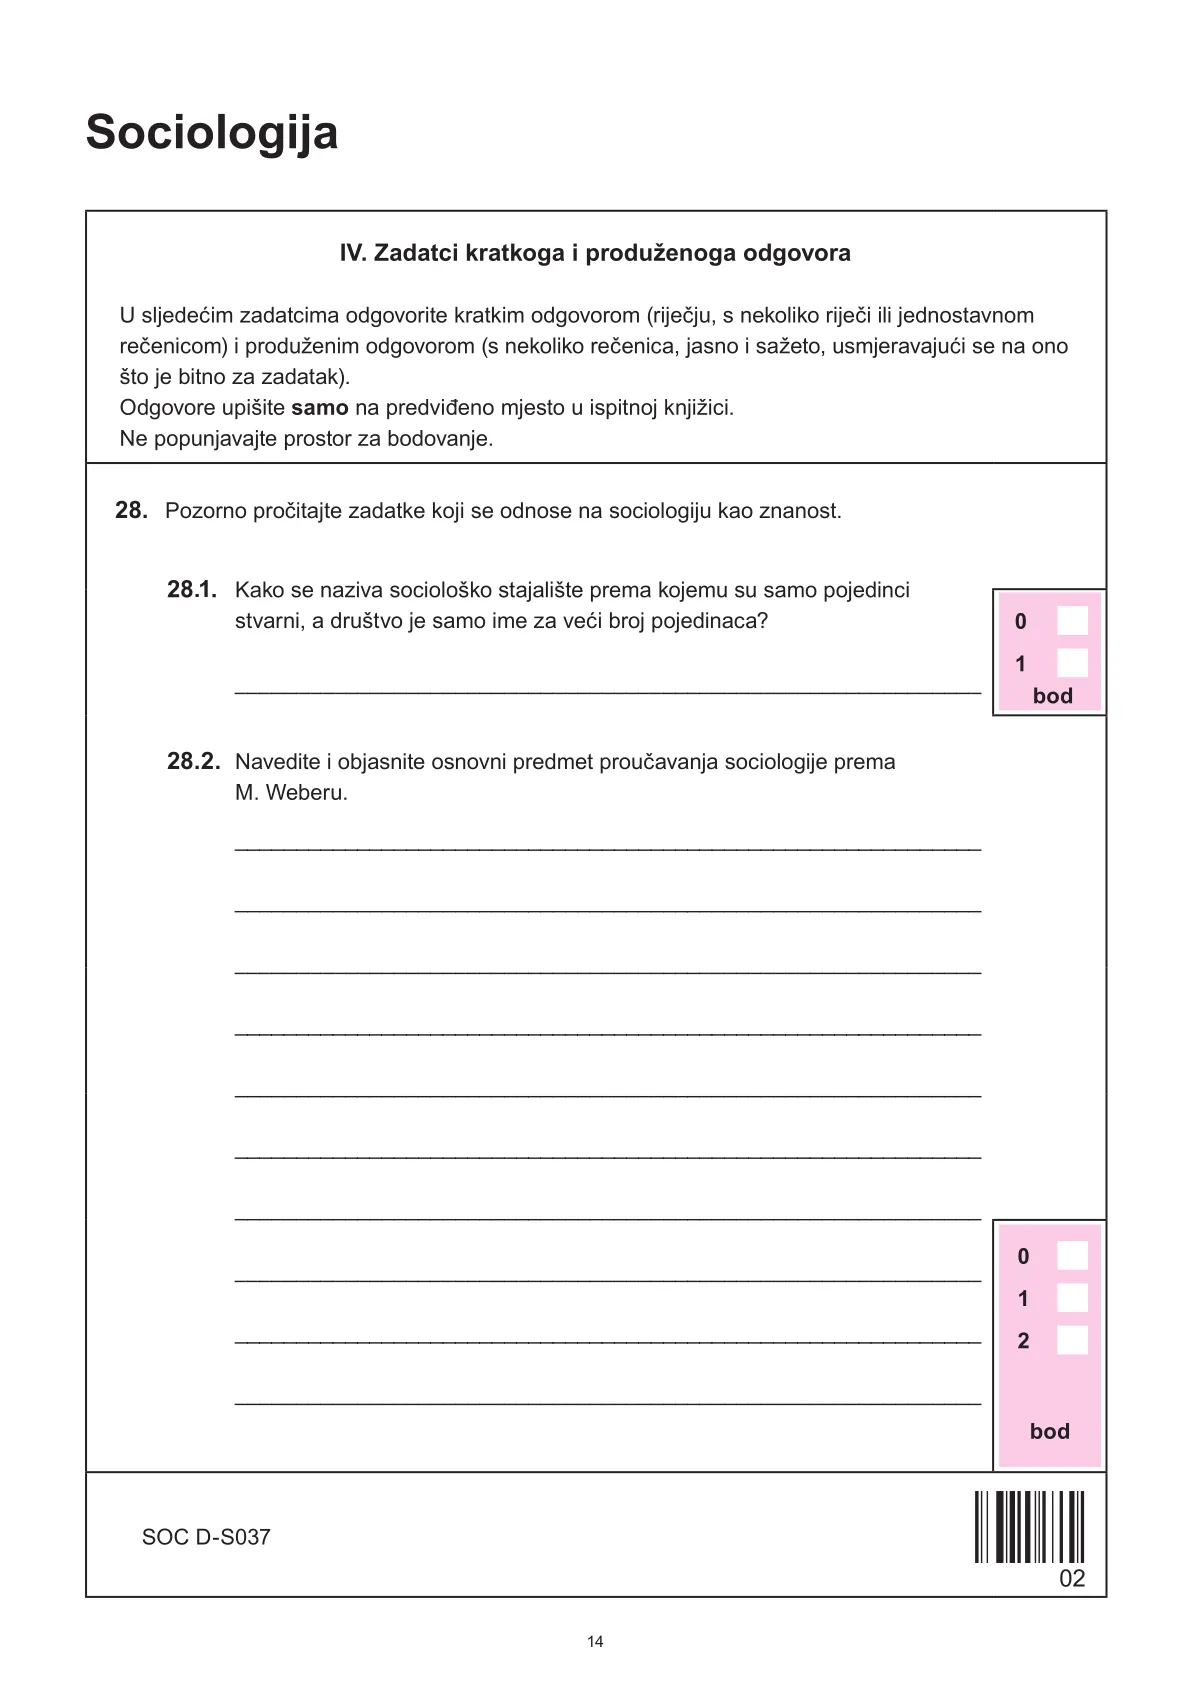 Sociologija
IV. Zadatci kratkoga i produženoga odgovora
U sljedećim zadatcima odgovorite kratkim odgovorom (riječju, s nekoliko riječi ili jednostavnom
rečenicom) i produženim odgovorom (s nekoliko rečenica, jasno i sažeto, usmjeravajući se na ono
što je bitno za zadatak).
Odgovore upišite samo na predviđeno mjesto u ispitnoj knjižici.
Ne popunjavajte prostor za bodovanje.
28. Pozorno pročitajte zadatke koji se odnose na sociologiju kao znanost.
28.1. Kako se naziva sociološko stajalište prema kojemu su samo pojedinci
stvarni, a društvo je samo ime za veći broj pojedinaca?
0
1
bod
28.2. Navedite i objasnite osnovni predmet proučavanja sociologije prema
M. Weberu.
0
1
2
bod
SOC D-S037
02
14